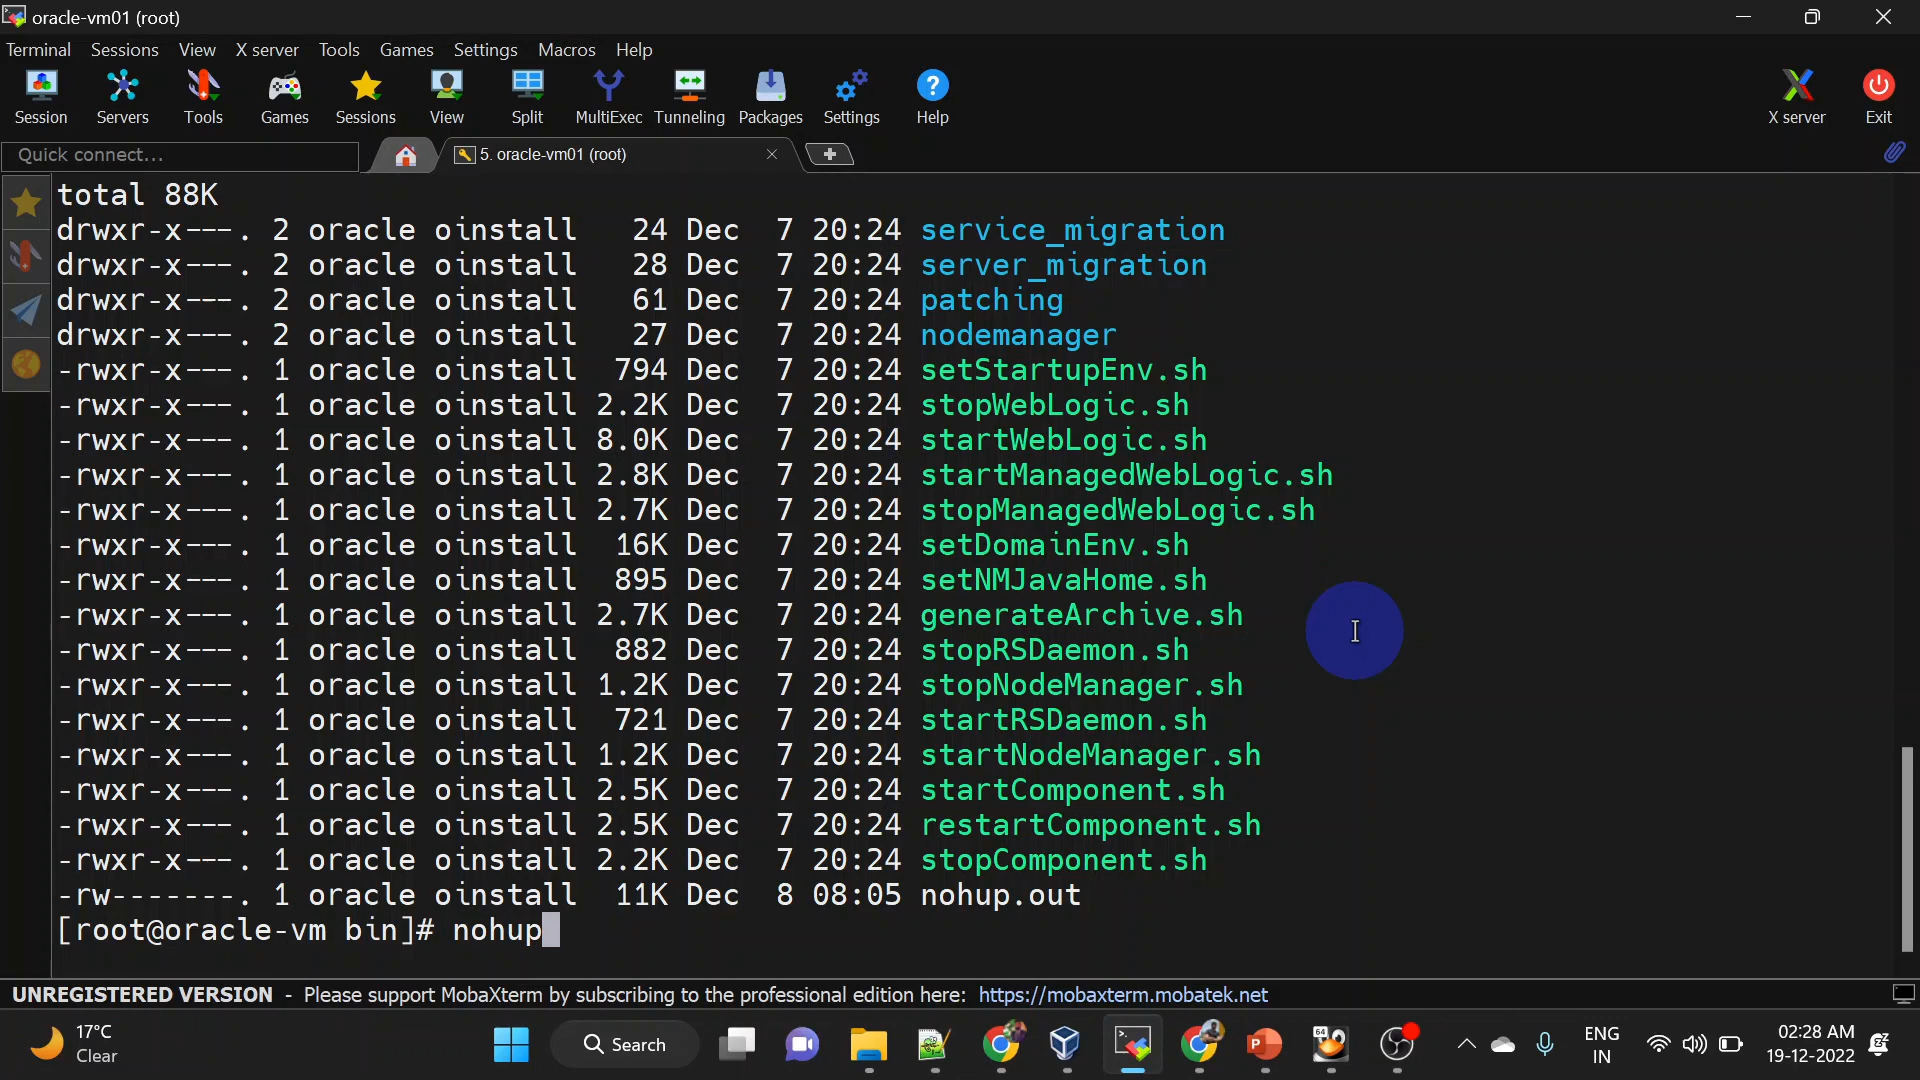 oracle-vm01 (root)
Terminal Sessions View X server Tools Games Settings Macros Help
Session Servers Tools Games Sessions View Split MultiExec Tunneling Packages Settings Help X server Exit
Quick connect... 5. oracle-vm01 (root)
total 88K
drwxr-x---. 2 oracle oinstall 24 Dec 7 20:24 service_migration
drwxr-x---. 2 oracle oinstall 28 Dec 7 20:24 server_migration
drwxr-x---. 2 oracle oinstall 61 Dec 7 20:24 patching
drwxr-x---. 2 oracle oinstall 27 Dec 7 20:24 nodemanager
-rwxr-x---. 1 oracle oinstall 794 Dec 7 20:24 setStartupEnv.sh
-rwxr-x---. 1 oracle oinstall 2.2K Dec 7 20:24 stopWebLogic.sh
-rwxr-x---. 1 oracle oinstall 8.0K Dec 7 20:24 startWebLogic.sh
-rwxr-x---. 1 oracle oinstall 2.8K Dec 7 20:24 startManagedWebLogic.sh
-rwxr-x---. 1 oracle oinstall 2.7K Dec 7 20:24 stopManagedWebLogic.sh
-rwxr-x---. 1 oracle oinstall 16K Dec 7 20:24 setDomainEnv.sh
-rwxr-x---. 1 oracle oinstall 895 Dec 7 20:24 setNMJavaHome.sh
-rwxr-x---. 1 oracle oinstall 2.7K Dec 7 20:24 generateArchive.sh
-rwxr-x---. 1 oracle oinstall 882 Dec 7 20:24 stopRSDaemon.sh
-rwxr-x---. 1 oracle oinstall 1.2K Dec 7 20:24 stopNodeManager.sh
-rwxr-x---. 1 oracle oinstall 721 Dec 7 20:24 startRSDaemon.sh
-rwxr-x---. 1 oracle oinstall 1.2K Dec 7 20:24 startNodeManager.sh
-rwxr-x---. 1 oracle oinstall 2.5K Dec 7 20:24 startComponent.sh
-rwxr-x---. 1 oracle oinstall 2.5K Dec 7 20:24 restartComponent.sh
-rwxr-x---. 1 oracle oinstall 2.2K Dec 7 20:24 stopComponent.sh
-rw-------. 1 oracle oinstall 11K Dec 8 08:05 nohup.out
[root@oracle-vm bin]# nohup
UNREGISTERED VERSION - Please support MobaXterm by subscribing to the professional edition here: https://mobaxterm.mobatek.net
17°C
Clear
Search
64
ENG
IN
02:28 AM
19-12-2022